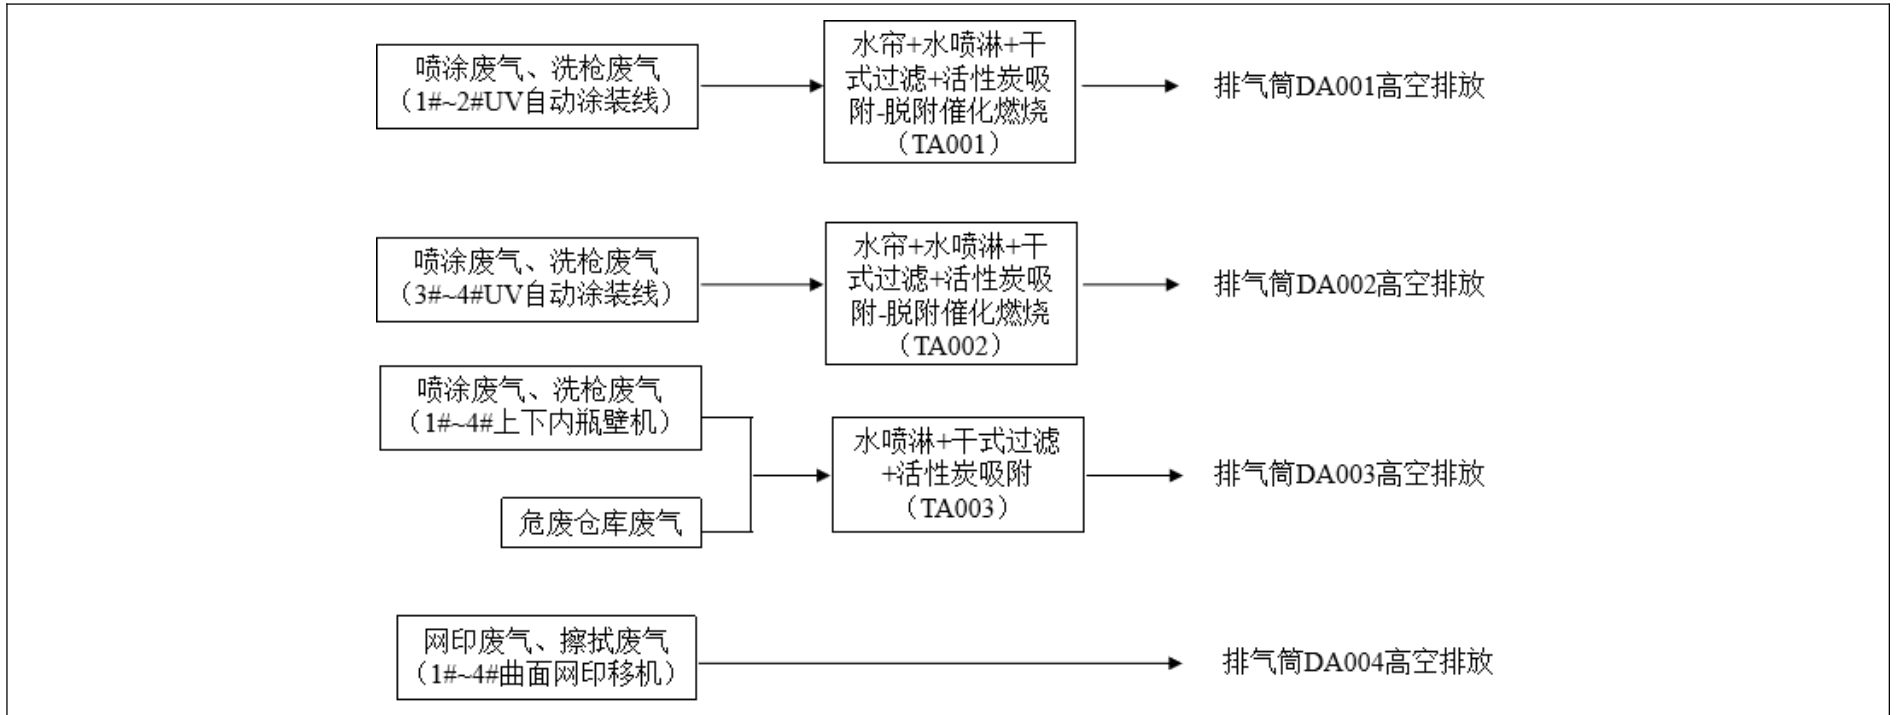 喷涂废气、洗枪废气
（1#~2#UV自动涂装线）
水帘+水喷淋+干
式过滤+活性炭吸
附-脱附催化燃烧
（TA001）
排气筒DA001高空排放
喷涂废气、洗枪废气
（3#~4#UV自动涂装线）
水帘+水喷淋+干
式过滤+活性炭吸
附-脱附催化燃烧
（TA002）
排气筒DA002高空排放
喷涂废气、洗枪废气
（1#~4#上下内瓶壁机）
危废仓库废气
水喷淋+干式过滤
+活性炭吸附
（TA003）
排气筒DA003高空排放
网印废气、擦拭废气
（1#~4#曲面网印移机）
排气筒DA004高空排放